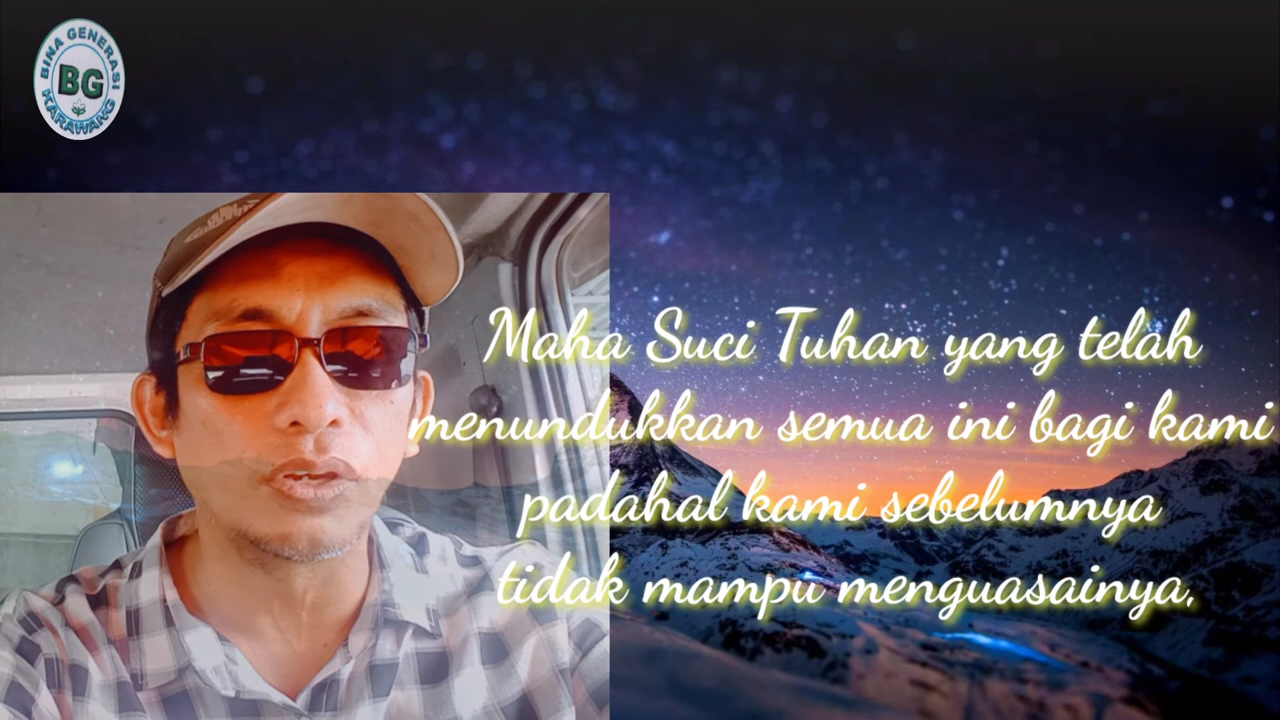 BINA GENERASI
BG
KARAWANG
Maha Suci Tuhan yang telah
menundukkan semua ini bagi kami
padahal kami sebelumnya
tidak mampu menguasainya,